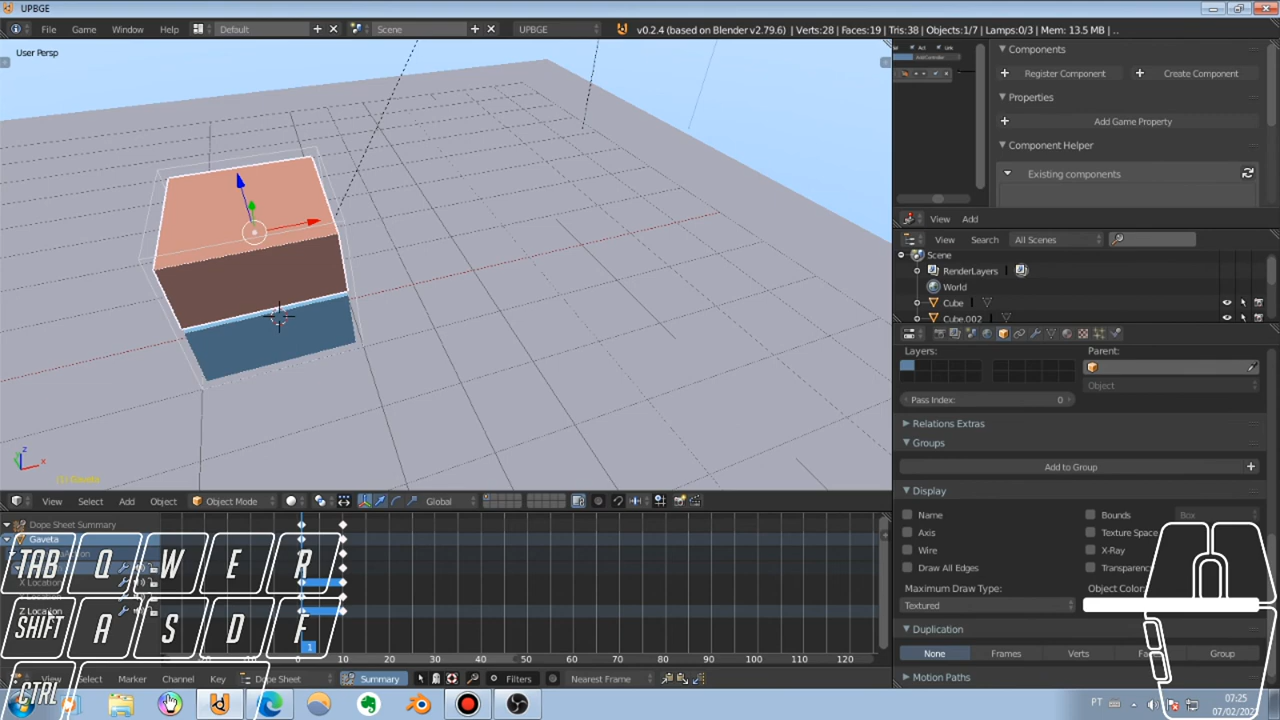 UPBGE
File Game Window Help Default Scene UPBGE v0.2.4 (based on Blender v2.79.6) | Verts:28 | Faces:19 | Tris:38 | Objects:1/7 | Lamps:0/3 | Mem: 13.5 MB | ..
User Persp
Add Controller
Components
Register Component Create Component
Properties
Add Game Property
Component Helper
Existing components
View Add
View Search All Scenes
Scene
RenderLayers
World
Cube
Cube.002
Layers: Parent:
Object
Pass Index: 0
Relations Extras
Groups
Add to Group
Display
Name Bounds Box
Axis Texture Space
Wire X-Ray
Draw All Edges
Maximum Draw Type: Object Color:
Textured
Duplication
None Frames Verts Group
Motion Paths
z
x
(1) Gaveta
View Select Add Object Object Mode Global
Dope Sheet Summary
Gaveta
X Location
Z Location
TAB Q W E R
SHIFT A S D F
CTRL
1
10 20 30 40 50 60 70 80 90 100 110 120
Marker Channel Key Dope Sheet Summary Filters Nearest Frame
PT 07:25